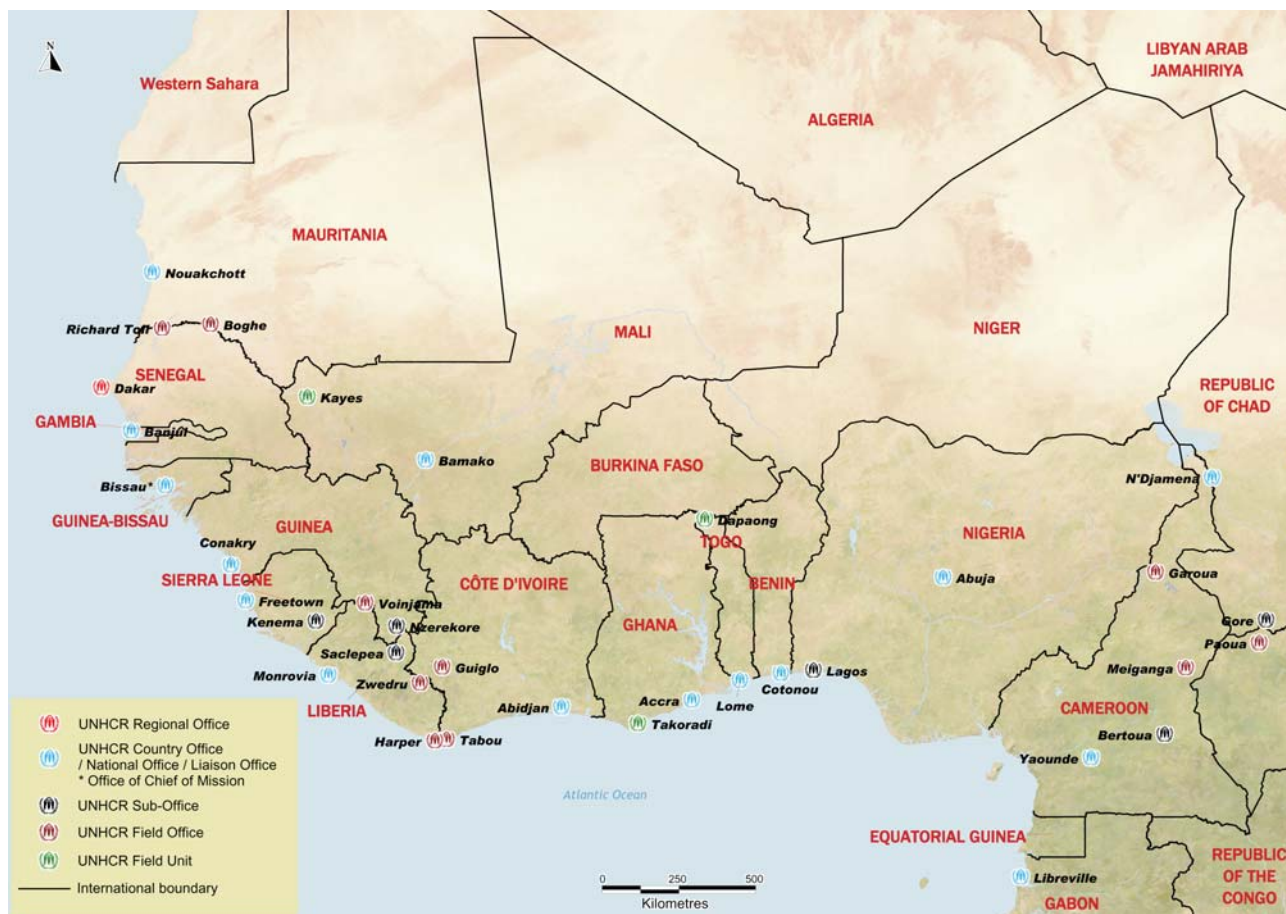 N
Western Sahara
LIBYAN ARAB
JAMAHIRIYA
ALGERIA
MAURITANIA
Nouakchott
Richard Toll
Boghe
MALI
NIGER
SENEGAL
Dakar
Kayes
REPUBLIC
OF CHAD
GAMBIA
Banjul
Bamako
BURKINA FASO
Bissau*
N'Djamena
GUINEA-BISSAU
GUINEA
Dapaong
NIGERIA
TOGO
Conakry
SIERRA LEONE
CÔTE D'IVOIRE
BENIN
Abuja
Garoua
Freetown
Voinjama
Kenema
Nzerekore
GHANA
Gore
Saclepea
Paoua
Monrovia
Guiglo
Lagos
Meiganga
Zwedru
Cotonou
LIBERIA
Abidjan
Accra
Lome
CAMEROON
Takoradi
Harper
Tabou
Bertoua
Yaounde
Atlantic Ocean
EQUATORIAL GUINEA
Libreville
GABON
REPUBLIC
OF THE
CONGO
UNHCR Regional Office
UNHCR Country Office
/ National Office / Liaison Office
* Office of Chief of Mission
UNHCR Sub-Office
UNHCR Field Office
UNHCR Field Unit
International boundary
0 250 500
Kilometres